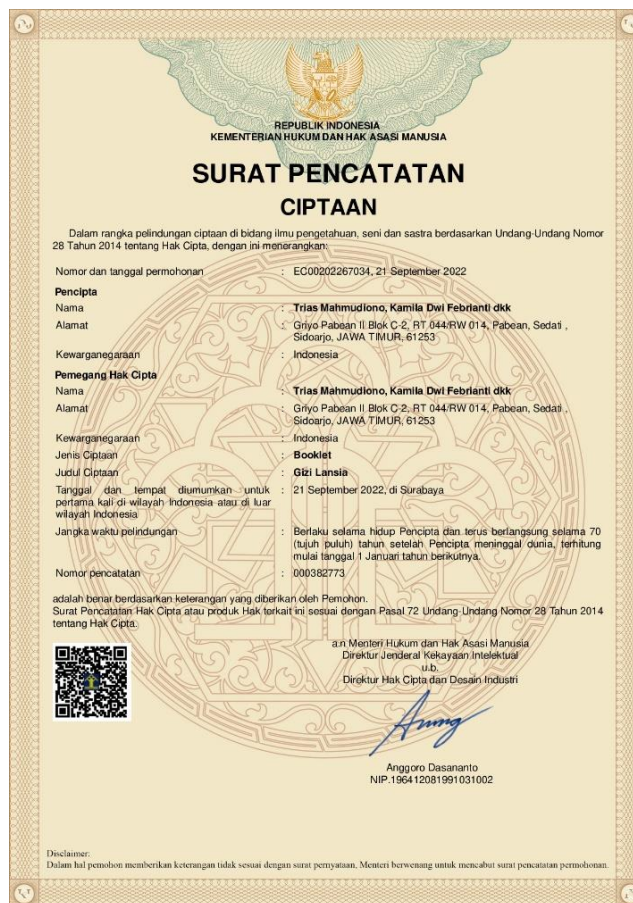 REPUBLIK INDONESIA
KEMENTERIAN HUKUM DAN HAK ASASI MANUSIA
SURAT PENCATATAN
CIPTAAN
Dalam rangka pelindungan ciptaan di bidang ilmu pengetahuan, seni dan sastra berdasarkan Undang-Undang Nomor
28 Tahun 2014 tentang Hak Cipta, dengan ini menerangkan:
Nomor dan tanggal permohonan : EC00202267034, 21 September 2022
Pencipta
Nama : Trias Mahmudiono, Kamila Dwi Febrianti dkk
Alamat : Griyo Pabean II Blok C-2, RT 044/RW 014, Pabean, Sedati ,
Sidoarjo, JAWA TIMUR, 61253
Kewarganegaraan : Indonesia
Pemegang Hak Cipta
Nama : Trias Mahmudiono, Kamila Dwi Febrianti dkk
Alamat : Griyo Pabean II Blok C-2, RT 044/RW 014, Pabean, Sedati ,
Sidoarjo, JAWA TIMUR, 61253
Kewarganegaraan : Indonesia
Jenis Ciptaan : Booklet
Judul Ciptaan : Gizi Lansia
Tanggal dan tempat diumumkan untuk : 21 September 2022, di Surabaya
pertama kali di wilayah Indonesia atau di luar
wilayah Indonesia
Jangka waktu pelindungan : Berlaku selama hidup Pencipta dan terus berlangsung selama 70
(tujuh puluh) tahun setelah Pencipta meninggal dunia, terhitung
mulai tanggal 1 Januari tahun berikutnya.
Nomor pencatatan : 000382773
adalah benar berdasarkan keterangan yang diberikan oleh Pemohon.
Surat Pencatatan Hak Cipta atau produk Hak terkait ini sesuai dengan Pasal 72 Undang-Undang Nomor 28 Tahun 2014
tentang Hak Cipta.
a.n Menteri Hukum dan Hak Asasi Manusia
Direktur Jenderal Kekayaan Intelektual
u.b.
Direktur Hak Cipta dan Desain Industri
Anggoro Dasananto
NIP.196412081991031002
Disclaimer:
Dalam hal pemohon memberikan keterangan tidak sesuai dengan surat pernyataan, Menteri berwenang untuk mencabut surat pencatatan permohonan.